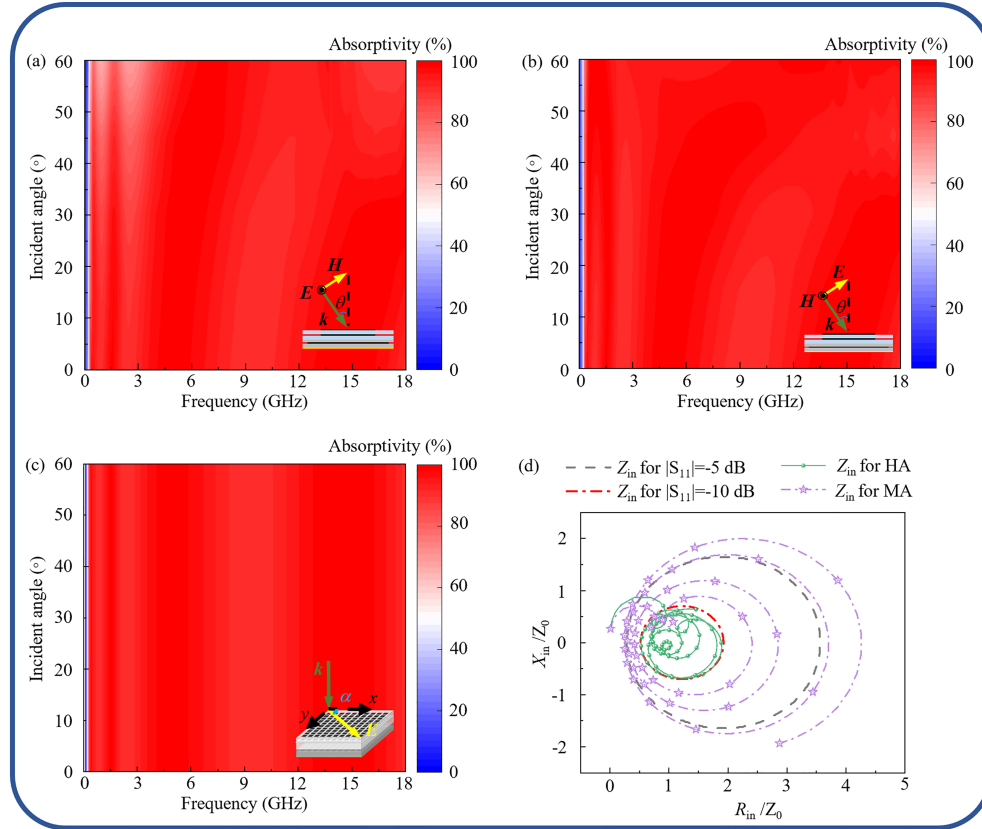 Absorptivity (%)
(a)
60
50
40
30
20
10
0
Incident angle (○)
0
3
6
9
12
15
18
Frequency (GHz)
100
80
60
40
20
0
H
E
θ
k
Absorptivity (%)
(b)
60
50
40
30
20
10
0
Incident angle (○)
0
3
6
9
12
15
18
Frequency (GHz)
100
80
60
40
20
0
E
H
θ
k
Absorptivity (%)
(c)
60
50
40
30
20
10
0
Incident angle (○)
0
3
6
9
12
15
18
Frequency (GHz)
100
80
60
40
20
0
k
α
x
y
E
(d)
Zin for |S11|=-5 dB
Zin for HA
Zin for |S11|=-10 dB
Zin for MA
2
1
0
-1
-2
Xin/Z0
0
1
2
3
4
5
Rin /Z0